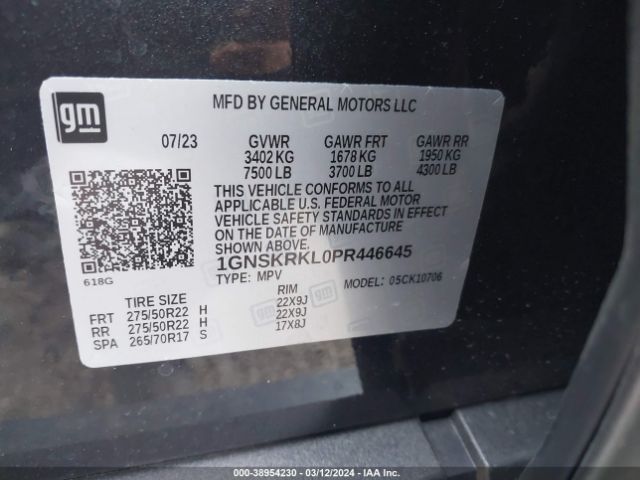 gm
MFD BY GENERAL MOTORS LLC
07/23 GVWR GAWR FRT GAWR RR
3402 KG 1678 KG 1950 KG
7500 LB 3700 LB 4300 LB
THIS VEHICLE CONFORMS TO ALL
APPLICABLE U.S. FEDERAL MOTOR
VEHICLE SAFETY STANDARDS IN EFFECT
ON THE DATE OF MANUFACTURE
SHOWN ABOVE.
1GNSKRKL0PR446645
618G TYPE: MPV MODEL: 05CK10706
TIRE SIZE RIM
FRT 275/50R22 H 22X9J
RR 275/50R22 H 22X9J
SPA 265/70R17 S 17X8J
000-38954230 - 03/12/2024 - IAA Inc.